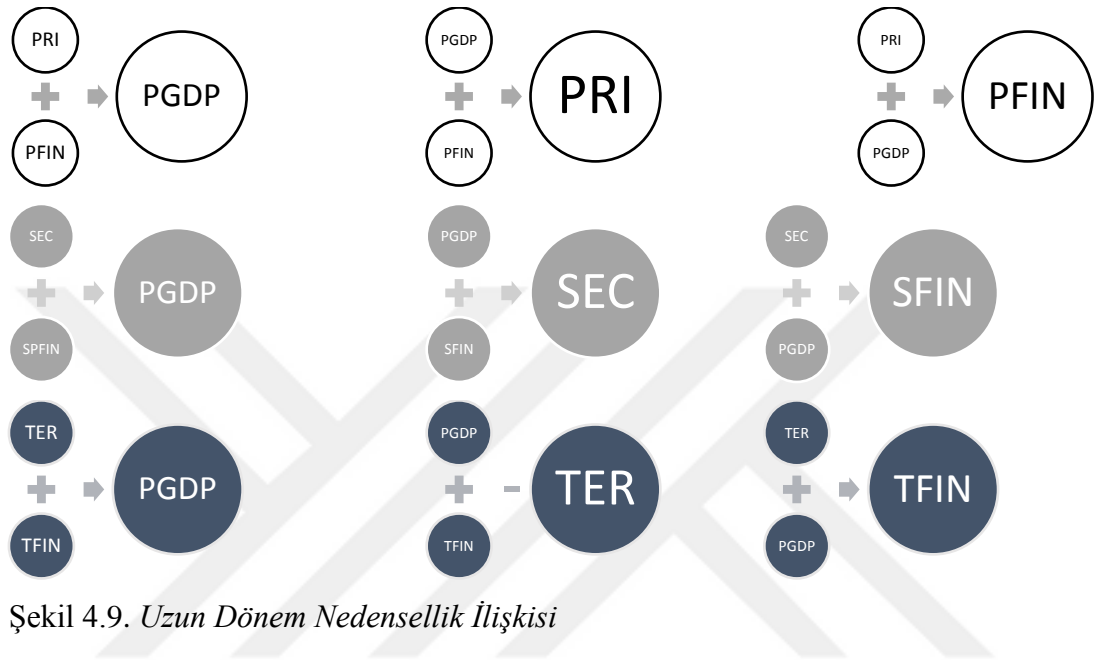 PRI
PFIN
PGDP
PGDP
PFIN
PRI
PRI
PGDP
PFIN
SEC
SPFIN
PGDP
PGDP
SFIN
SEC
SEC
PGDP
SFIN
TER
TFIN
PGDP
PGDP
TFIN
TER
TER
PGDP
TFIN
Şekil 4.9. Uzun Dönem Nedensellik İlişkisi